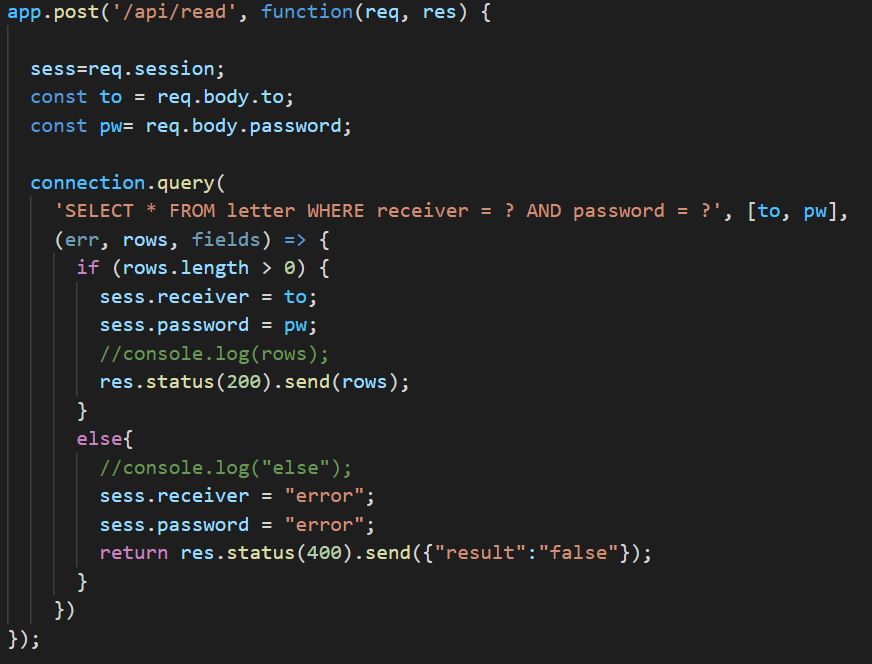 app.post('/api/read', function(req, res) {
sess=req.session;
const to = req.body.to;
const pw= req.body.password;
connection.query(
'SELECT * FROM letter WHERE receiver = ? AND password = ?', [to, pw],
(err, rows, fields) => {
if (rows.length > 0) {
sess.receiver = to;
sess.password = pw;
//console.log(rows);
res.status(200).send(rows);
}
else{
//console.log("else");
sess.receiver = "error";
sess.password = "error";
return res.status(400).send({"result":"false"});
}
})
});